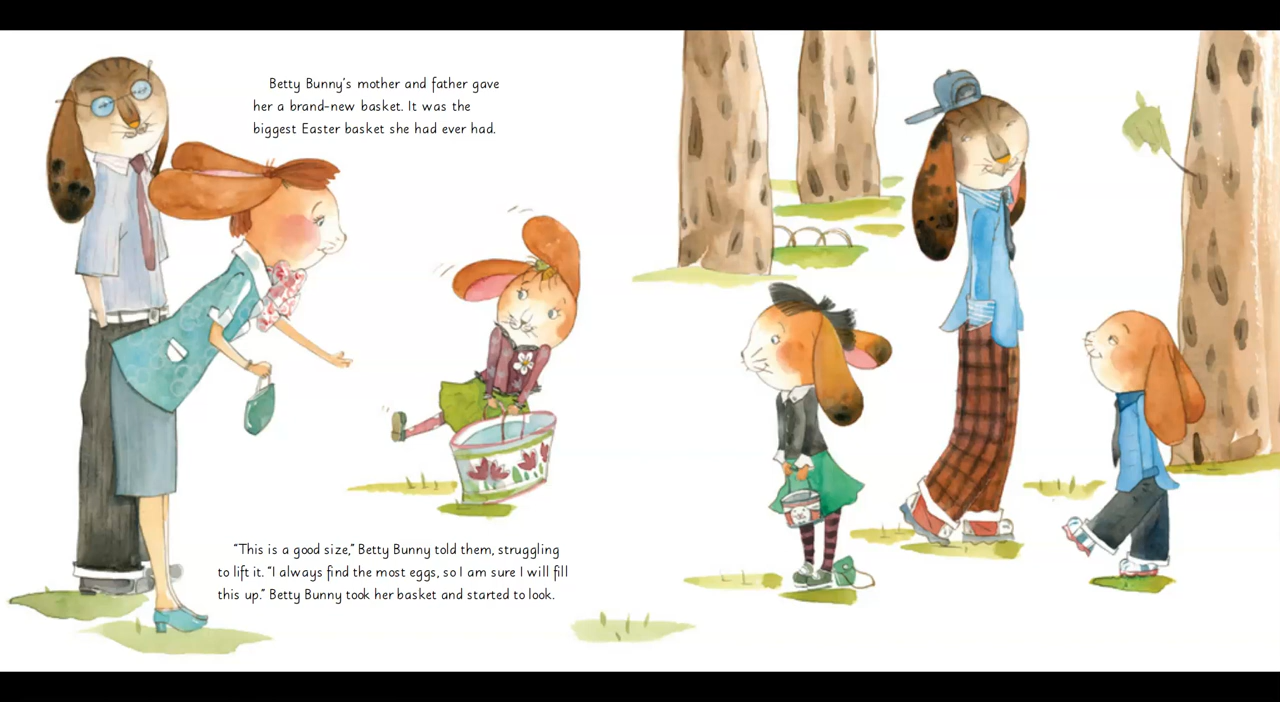 Betty Bunny's mother and father gave
her a brand-new basket. It was the
biggest Easter basket she had ever had.
"This is a good size," Betty Bunny told them, struggling
to lift it. "I always find the most eggs, so I am sure I will fill
this up." Betty Bunny took her basket and started to look.